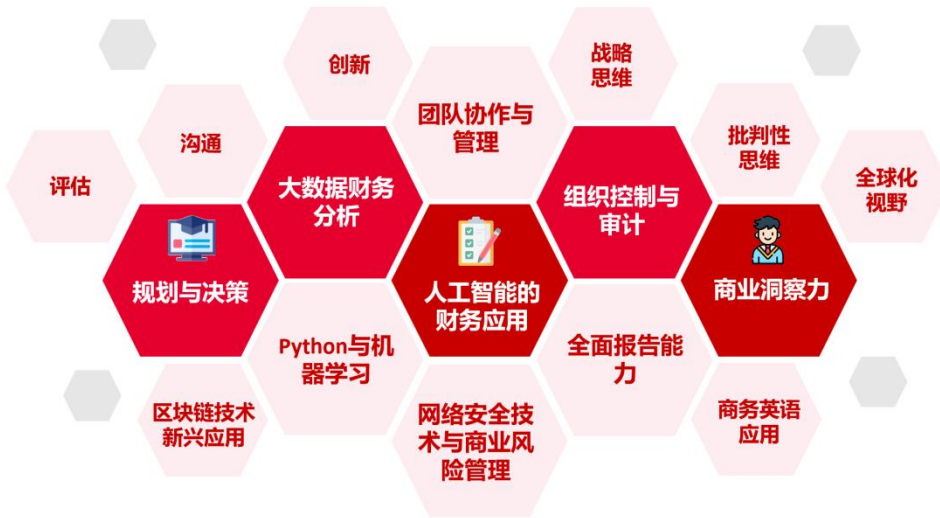 创新
战略
思维
团队协作与
管理
沟通
批判性
思维
评估
大数据财务
分析
组织控制与
审计
全球化
视野
规划与决策
人工智能的
财务应用
商业洞察力
Python与机
器学习
全面报告能
力
区块链技术
新兴应用
网络安全技
术与商业风
险管理
商务英语
应用